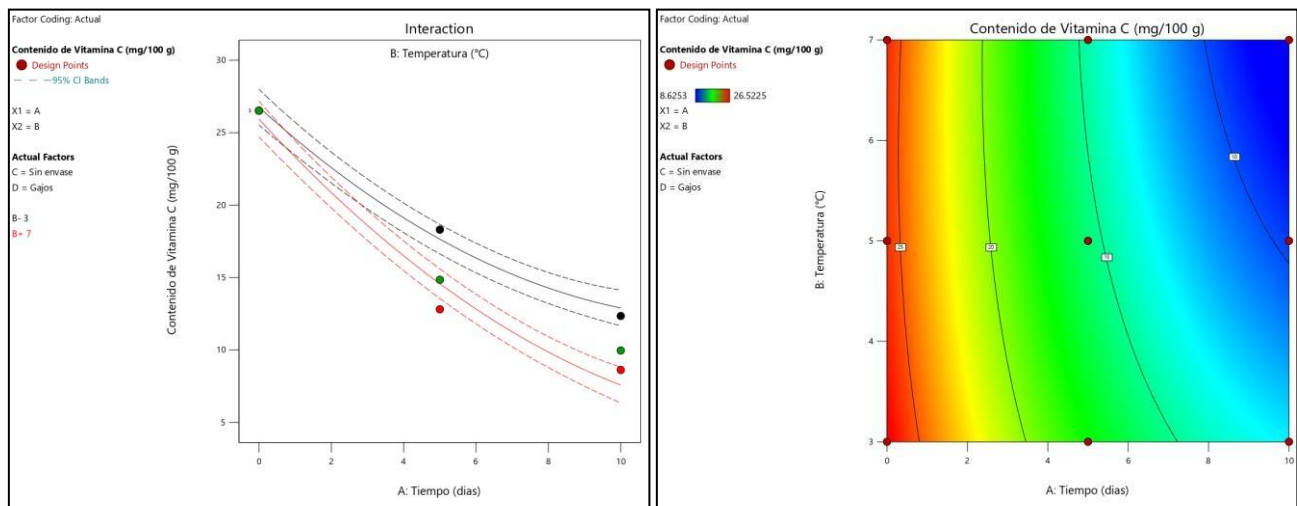 Factor Coding: Actual
Contenido de Vitamina C (mg/100 g)
Design Points
95% CI Bands
X1 = A
X2 = B
Actual Factors
C = Sin envase
D = Gajos
B- 3
B+ 7
Interaction
B: Temperatura (°C)
Contenido de Vitamina C (mg/100 g)
30
25
20
15
10
5
3
0
2
4
6
8
10
A: Tiempo (dias)
Factor Coding: Actual
Contenido de Vitamina C (mg/100 g)
Design Points
8.6253 26.5225
X1 = A
X2 = B
Actual Factors
C = Sin envase
D = Gajos
Contenido de Vitamina C (mg/100 g)
B: Temperatura (°C)
7
6
5
4
3
25
20
15
10
0
2
4
6
8
10
A: Tiempo (dias)